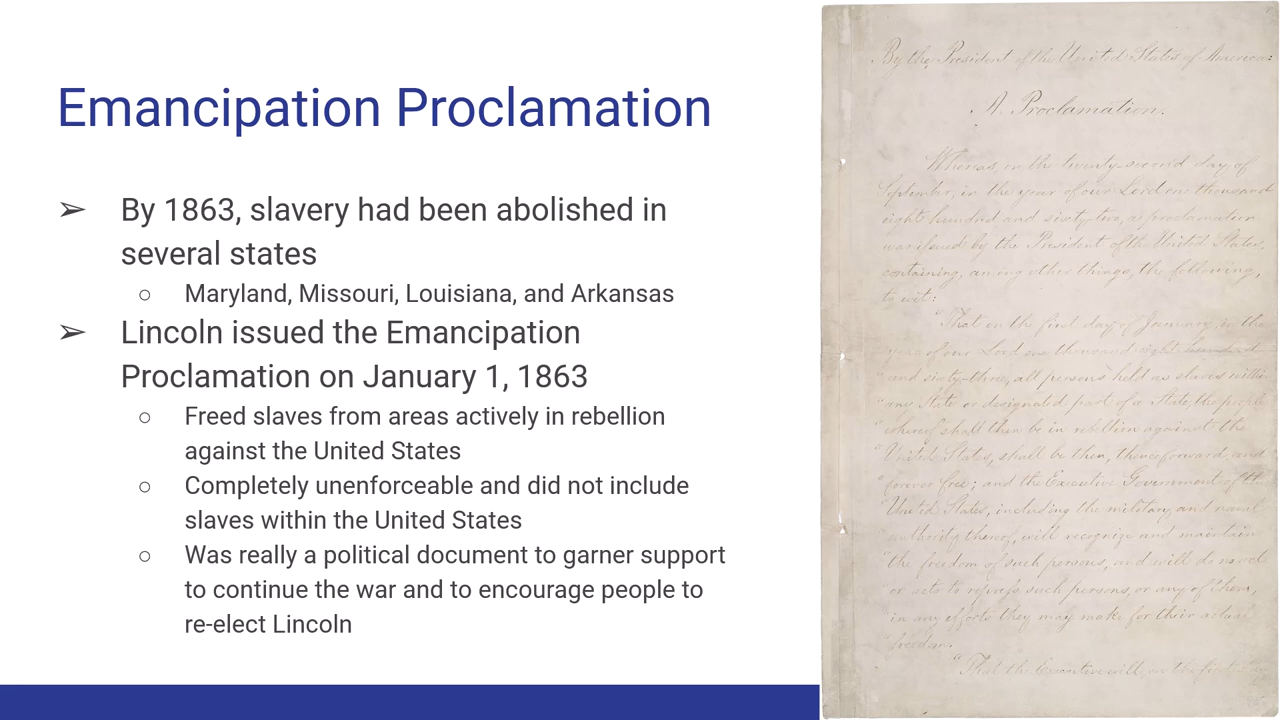 Emancipation Proclamation
➢ By 1863, slavery had been abolished in
several states
○ Maryland, Missouri, Louisiana, and Arkansas
➢ Lincoln issued the Emancipation
Proclamation on January 1, 1863
○ Freed slaves from areas actively in rebellion
against the United States
○ Completely unenforceable and did not include
slaves within the United States
○ Was really a political document to garner support
to continue the war and to encourage people to
re-elect Lincoln
By the President of the United States of America:
A Proclamation.
Whereas, on the twenty-second day of
September, in the year of our Lord one thousand
eight hundred and sixty-two, a proclamation
was issued by the President of the United States,
containing, among other things, the following,
to wit:
"That on the first day of January, in the
"year of our Lord one thousand eight hundred
"and sixty-three, all persons held as slaves within
"any State or designated part of a State, the people
"whereof shall then be in rebellion against the
"United States, shall be then, thenceforward, and
"forever free; and the Executive Government of the
"United States, including the military and naval
"authority thereof, will recognize and maintain
"the freedom of such persons, and will do no act
"or acts to repress such persons, or any of them,
"in any efforts they may make for their actual
"freedom.
"That the Executive will, on the first